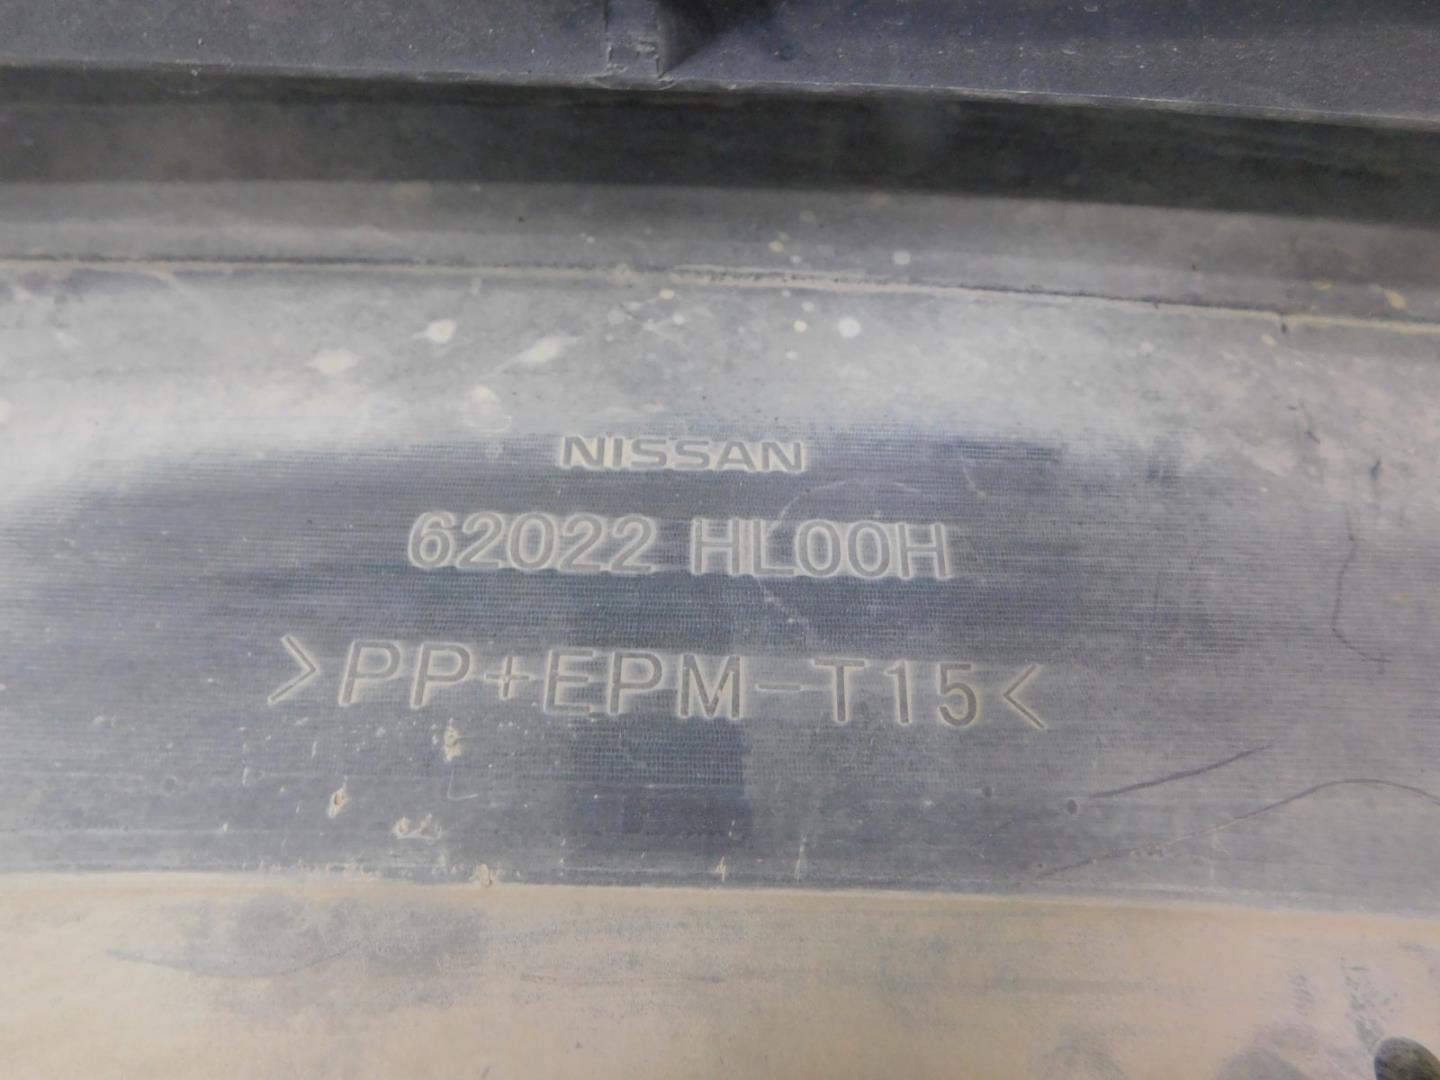 NISSAN
62022 HL00H
>PP+EPM-T15<